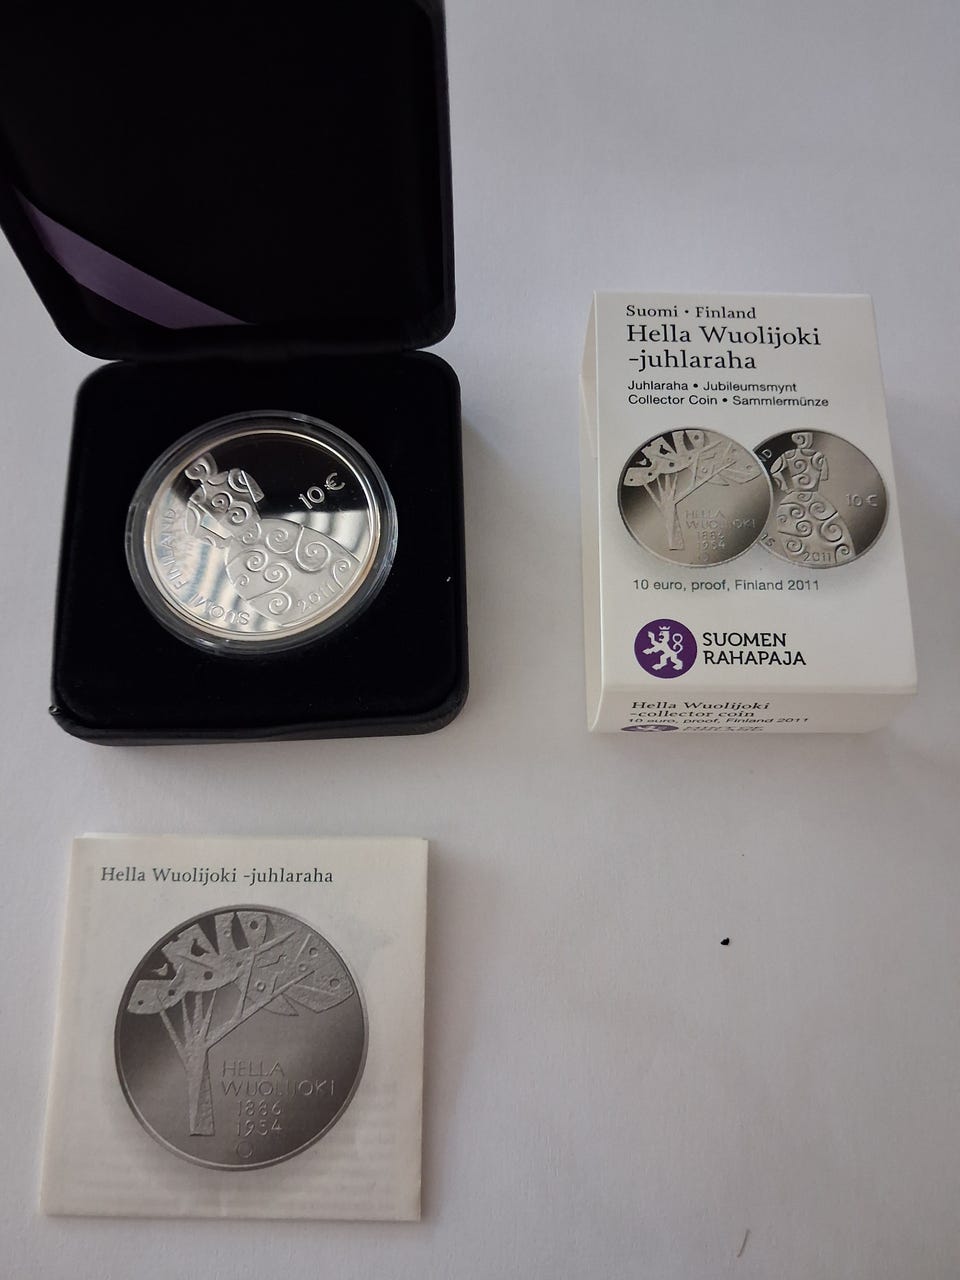 10 €
SUOMI FINLAND
2011
Suomi • Finland
Hella Wuolijoki
-juhlaraha
Juhlaraha • Jubileumsmynt
Collector Coin • Sammlermünze
HELLA
WUOLIJOKI
1886
1954
10 €
2011
10 euro, proof, Finland 2011
SUOMEN
RAHAPAJA
Hella Wuolijoki
-collector coin
10 euro, proof, Finland 2011
Hella Wuolijoki -juhlaraha
HELLA
WUOLIJOKI
1886
1954